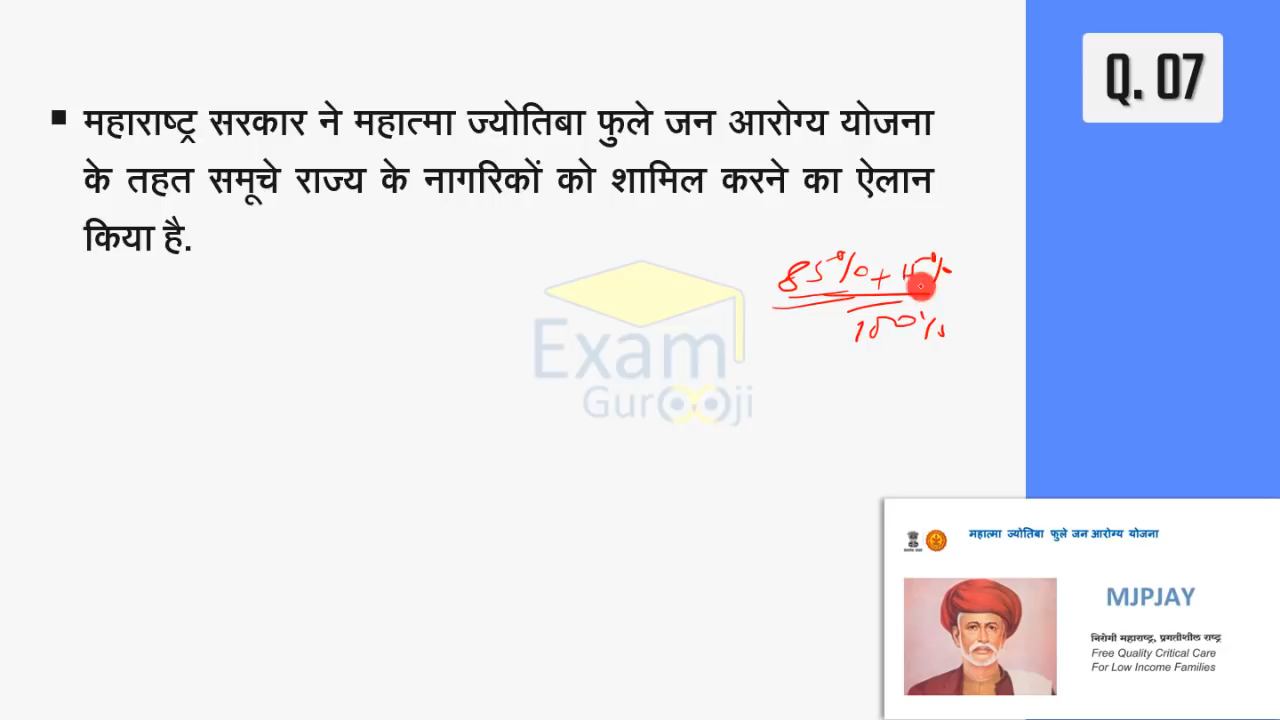 Q. 07
महाराष्ट्र सरकार ने महात्मा ज्योतिबा फुले जन आरोग्य योजना
के तहत समूचे राज्य के नागरिकों को शामिल करने का ऐलान
किया है.
85% +
100%
Exam
Gurooji
महात्मा ज्योतिबा फुले जन आरोग्य योजना
MJPJAY
निरोगी महाराष्ट्र, प्रगतीशील राष्ट्र
Free Quality Critical Care
For Low Income Families